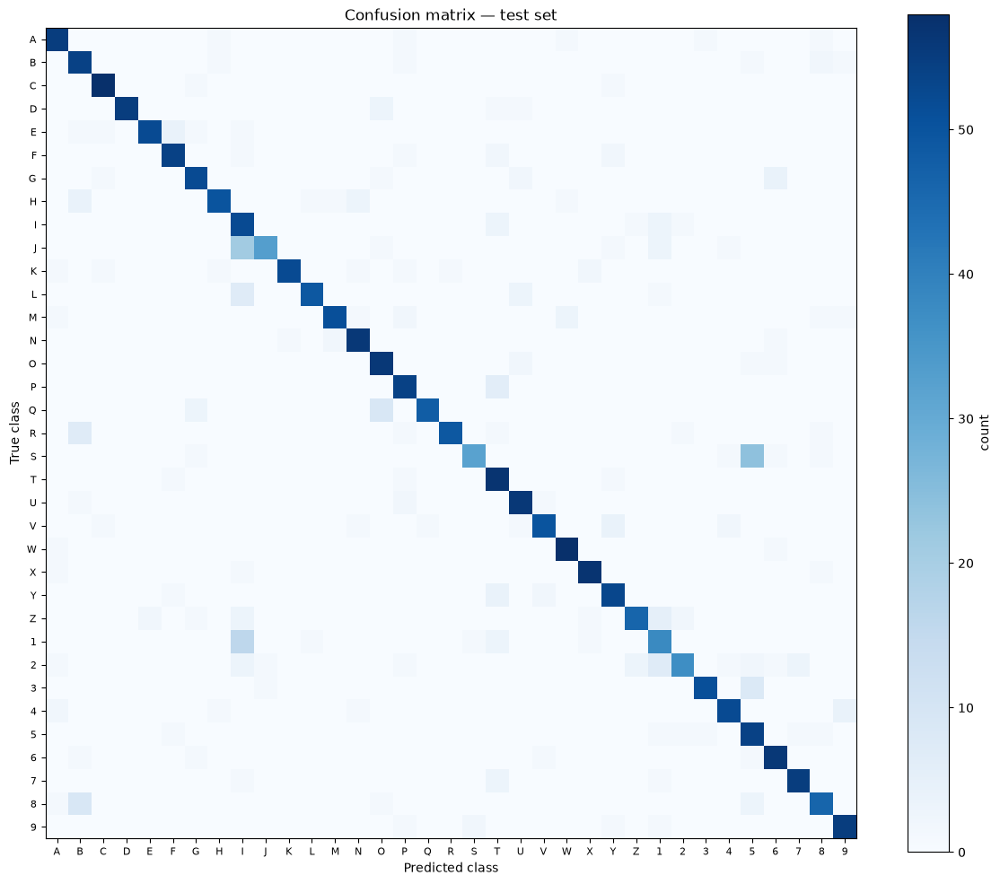 Confusion matrix — test set
True class
A
B
C
D
E
F
G
H
I
J
K
L
M
N
O
P
Q
R
S
T
U
V
W
X
Y
Z
1
2
3
4
5
6
7
8
9
A B C D E F G H I J K L M N O P Q R S T U V W X Y Z 1 2 3 4 5 6 7 8 9
Predicted class
50
40
30
20
10
0
count